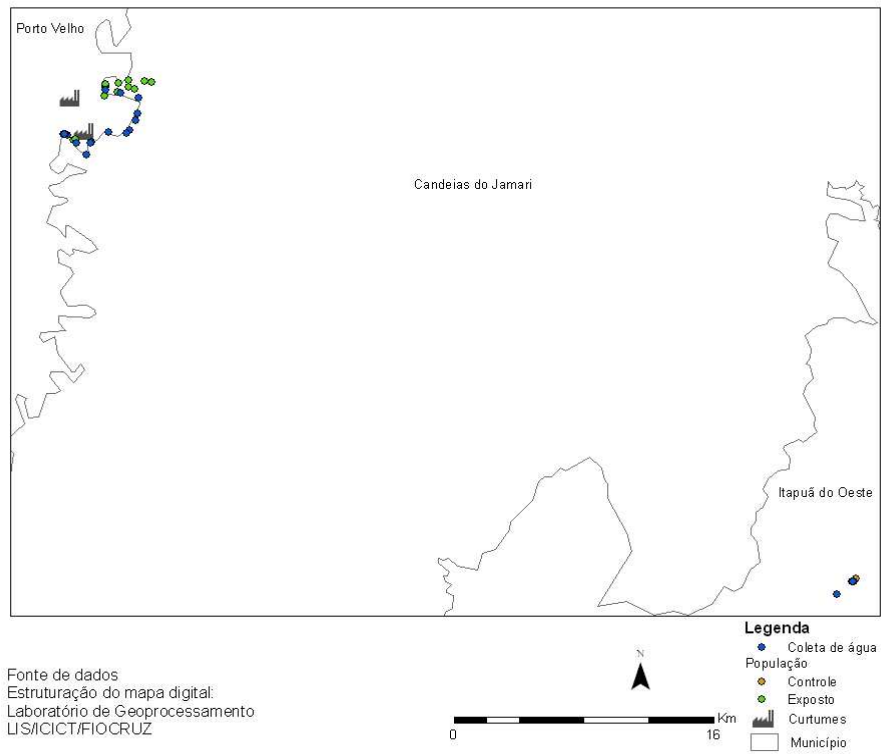 Porto Velho
Candeias do Jamari
Itapuã do Oeste
Legenda
Coleta de água
População
Controle
Exposto
Curtumes
Município
N
Km
0
16
Fonte de dados
Estruturação do mapa digital:
Laboratório de Geoprocessamento
LIS/ICICT/FIOCRUZ